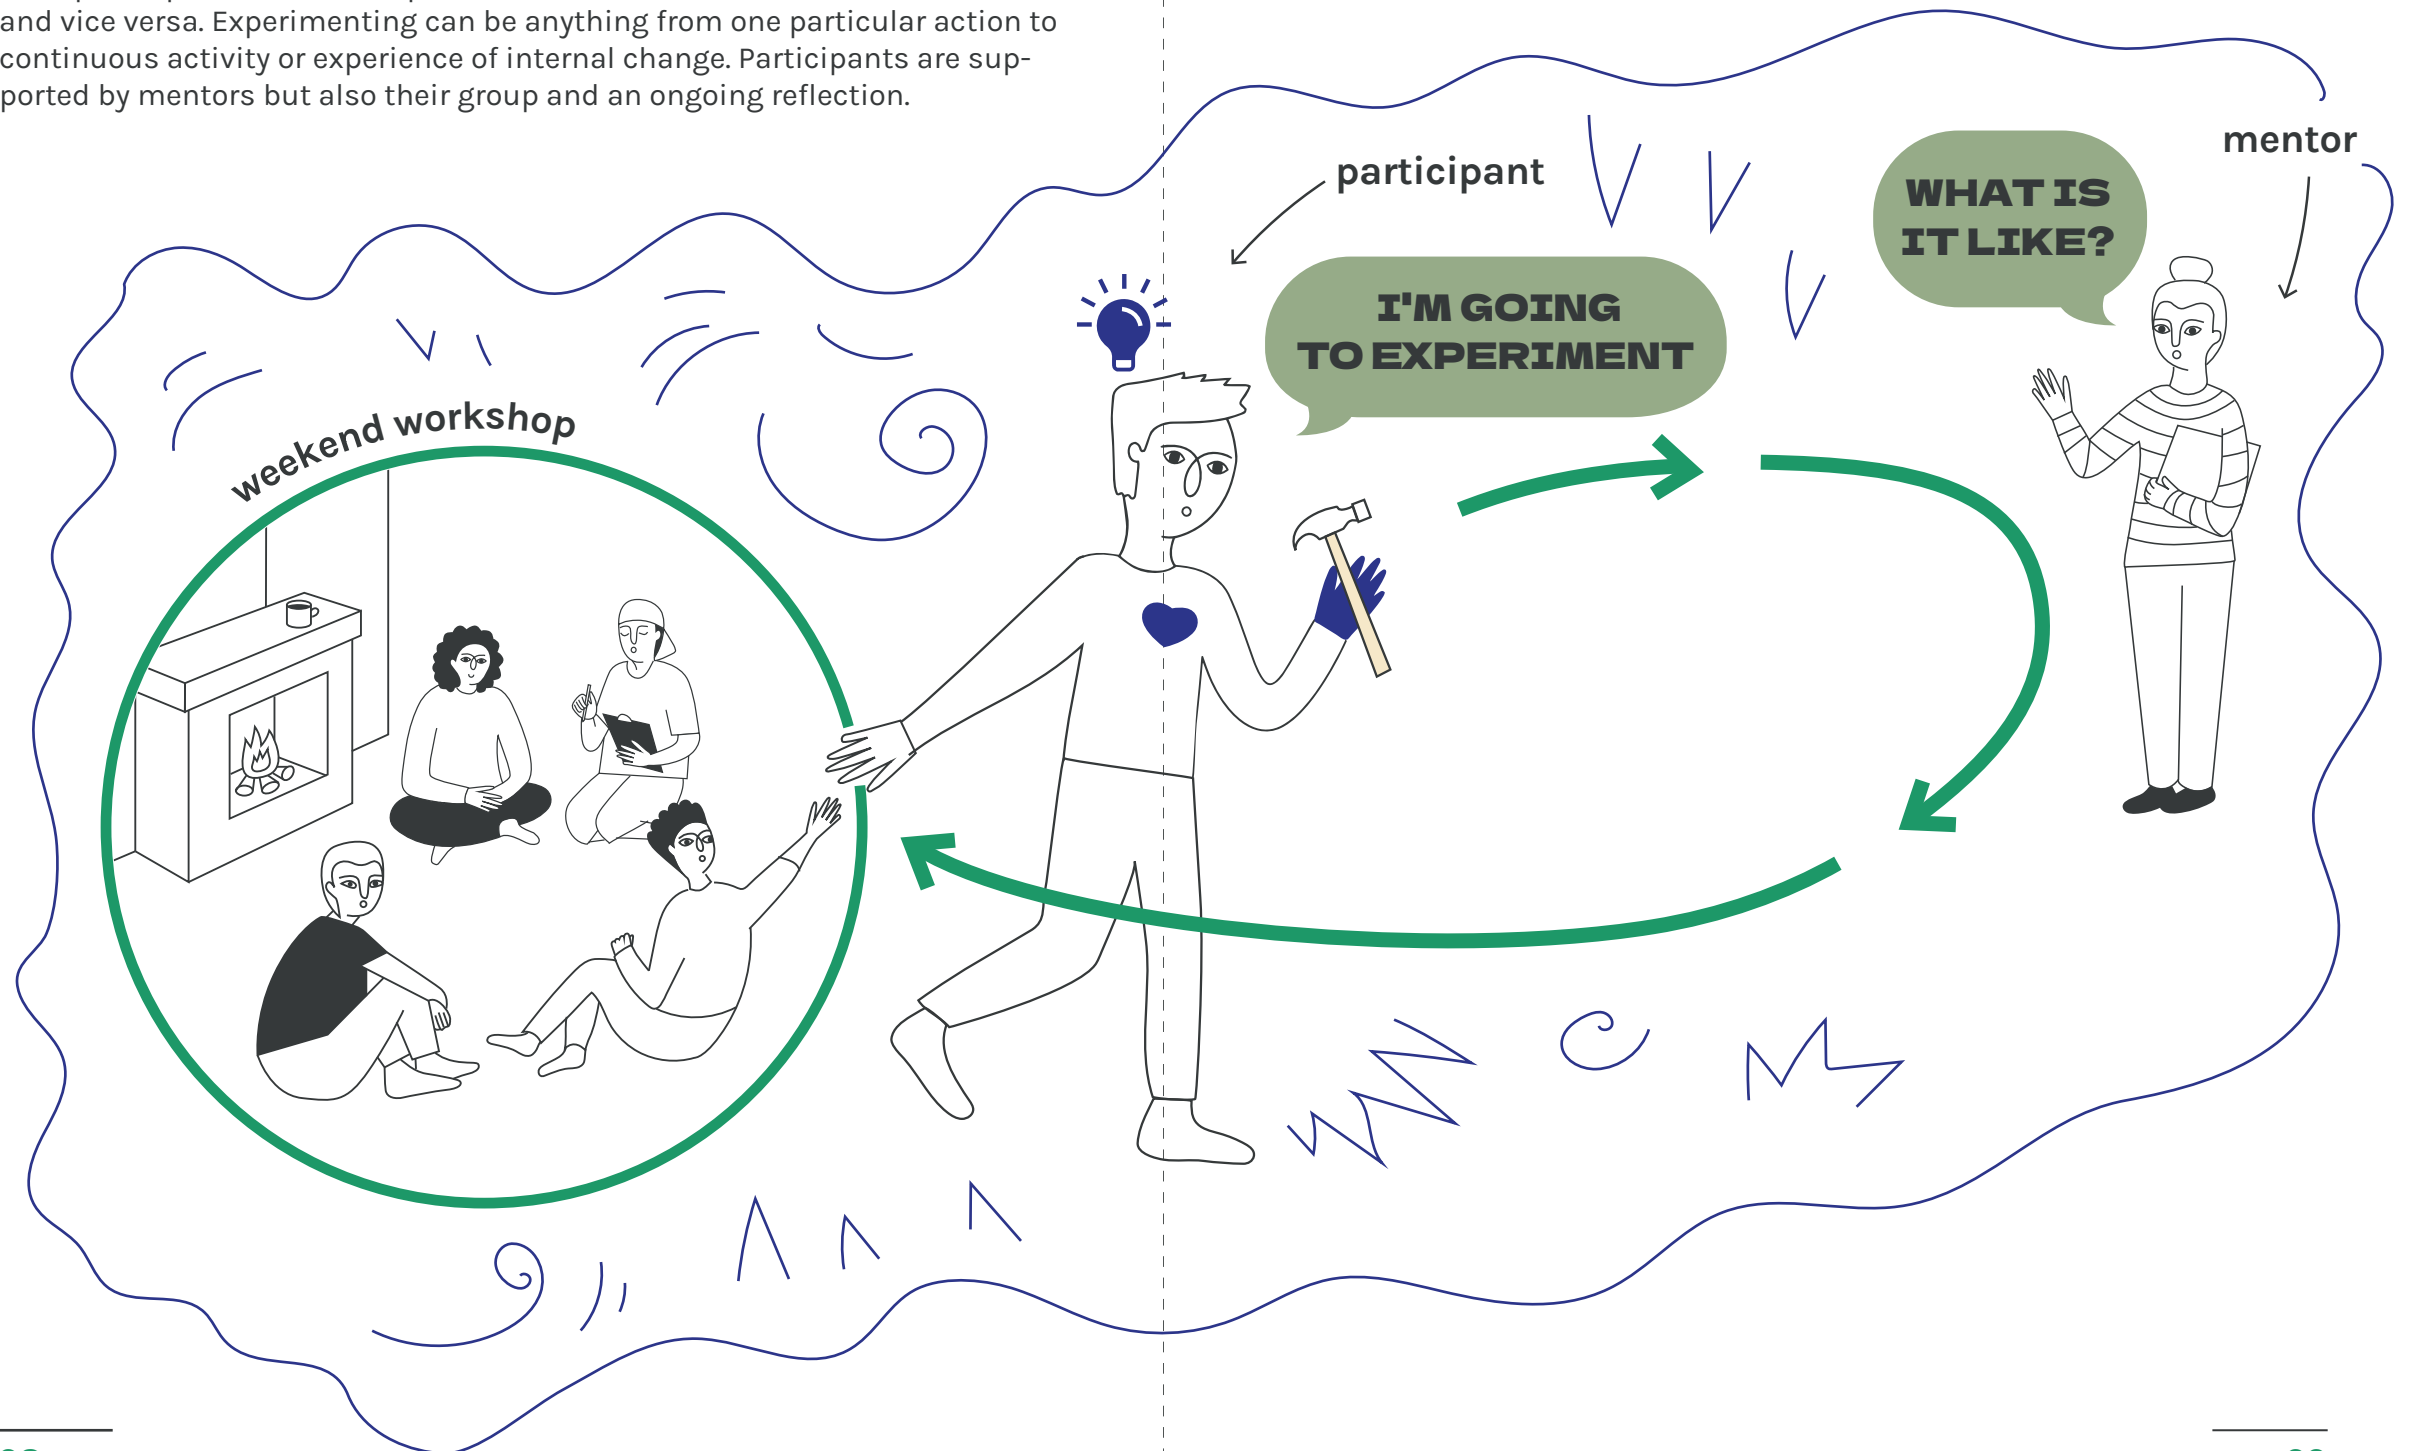 and vice versa. Experimenting can be anything from one particular action to
continuous activity or experience of internal change. Participants are sup-
ported by mentors but also their group and an ongoing reflection.
participant
mentor
WHAT IS
IT LIKE?
I'M GOING
TO EXPERIMENT
weekend workshop